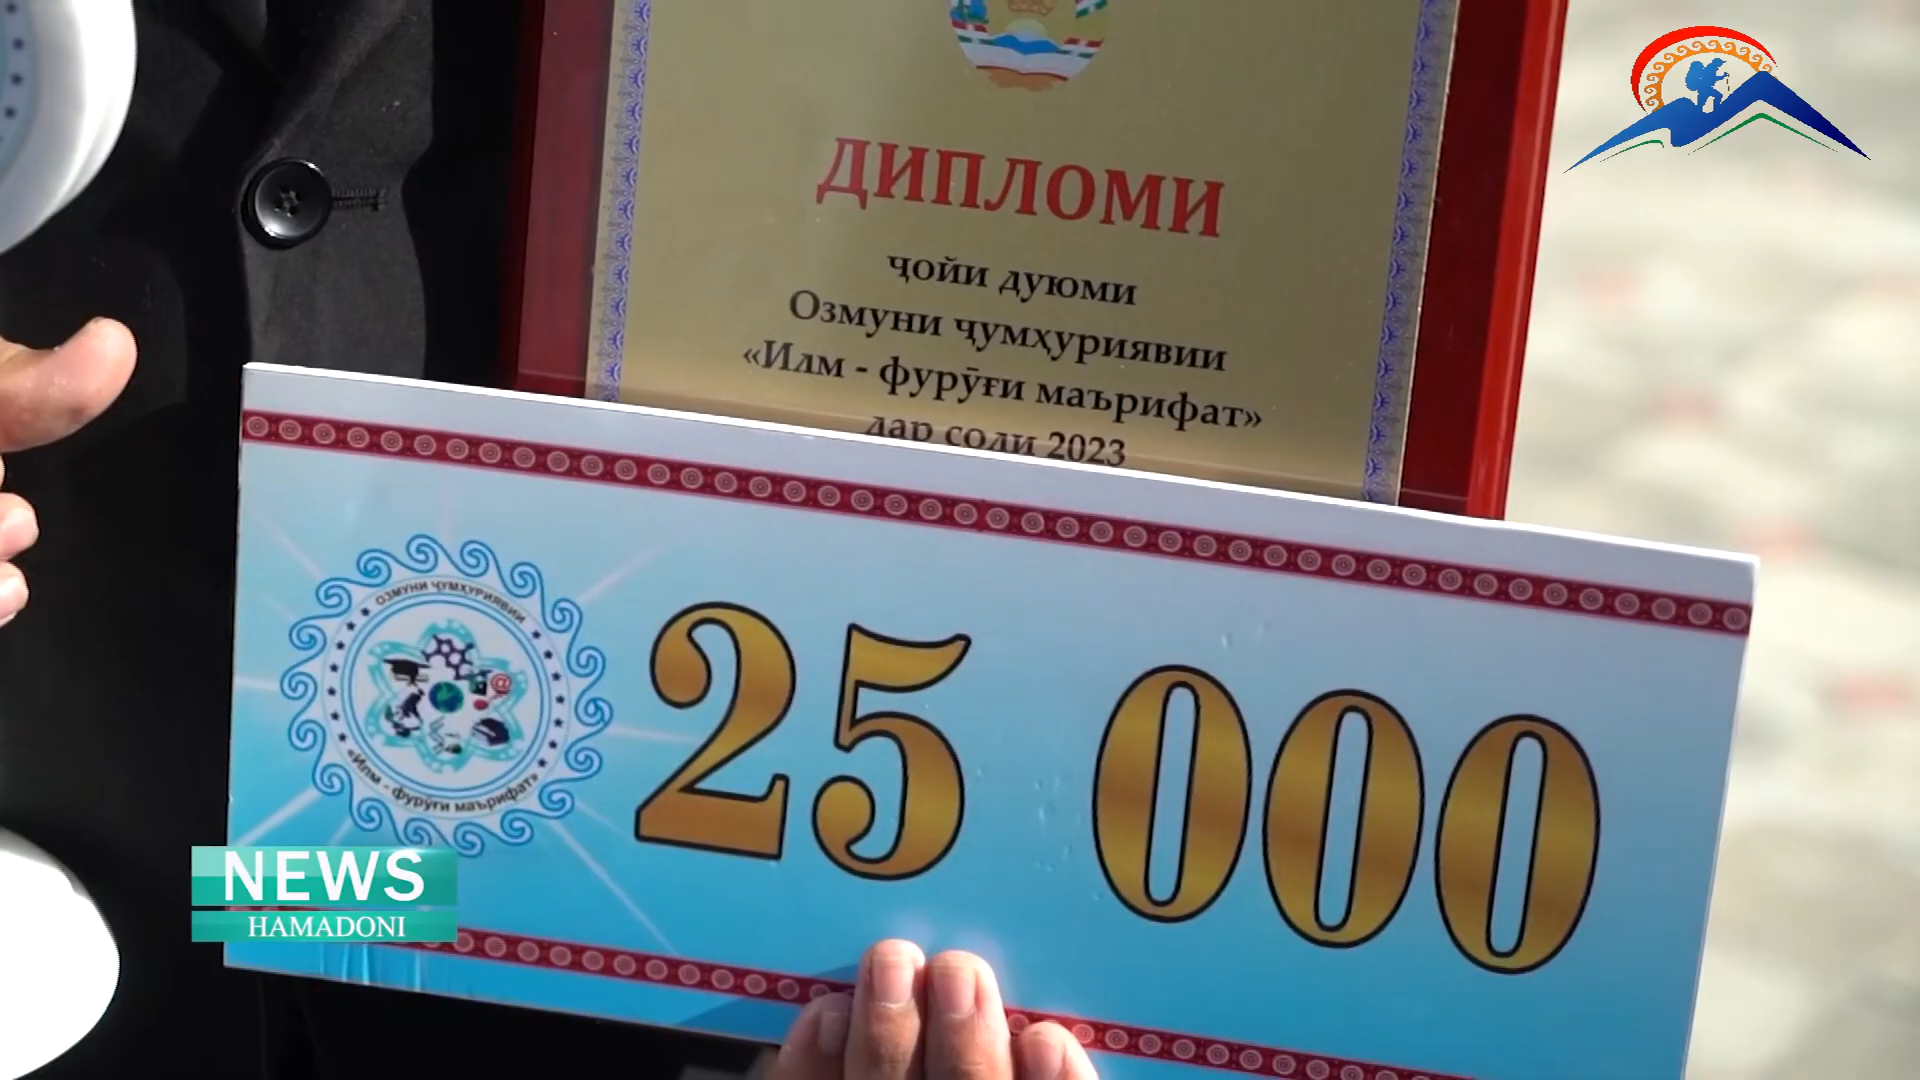 ДИПЛОМИ
ҷойи дуюми
Озмуни ҷумҳуриявии
«Илм - фурӯғи маърифат»
дар соли 2023
ОЗМУНИ ҶУМҲУРИЯВИИ
«Илм - фурӯғи маърифат»
25 000
NEWS
HAMADONI